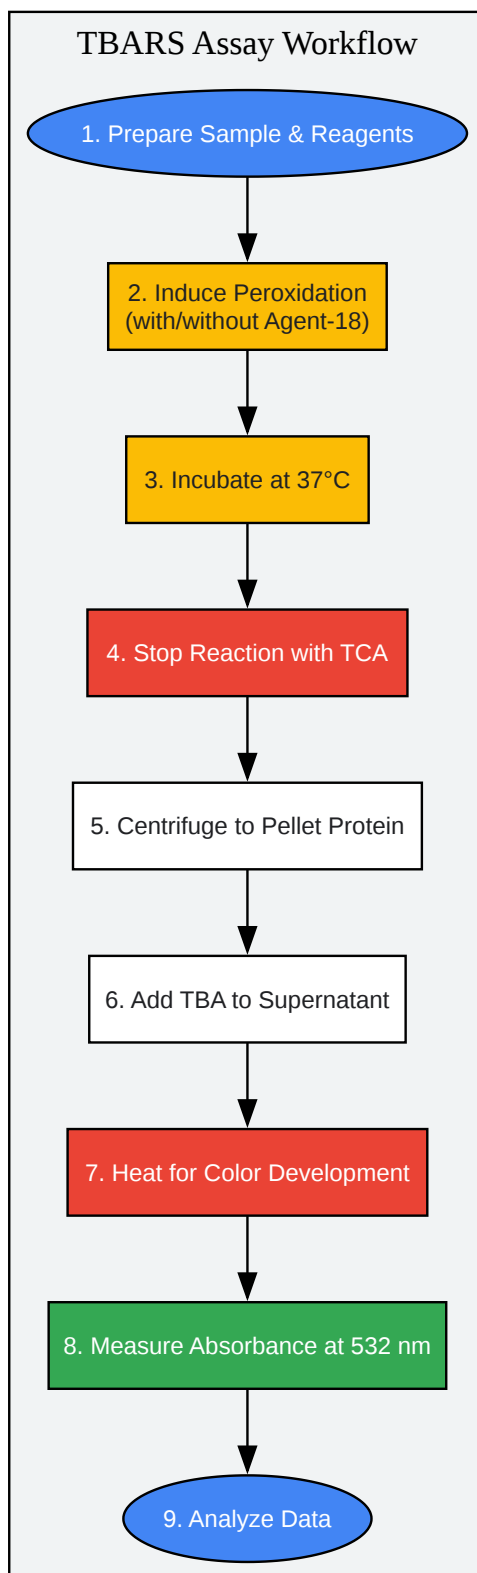 TBARS Assay Workflow
1. Prepare Sample & Reagents
2. Induce Peroxidation
(with/without Agent-18)
3. Incubate at 37°C
4. Stop Reaction with TCA
5. Centrifuge to Pellet Protein
6. Add TBA to Supernatant
7. Heat for Color Development
8. Measure Absorbance at 532 nm
9. Analyze Data